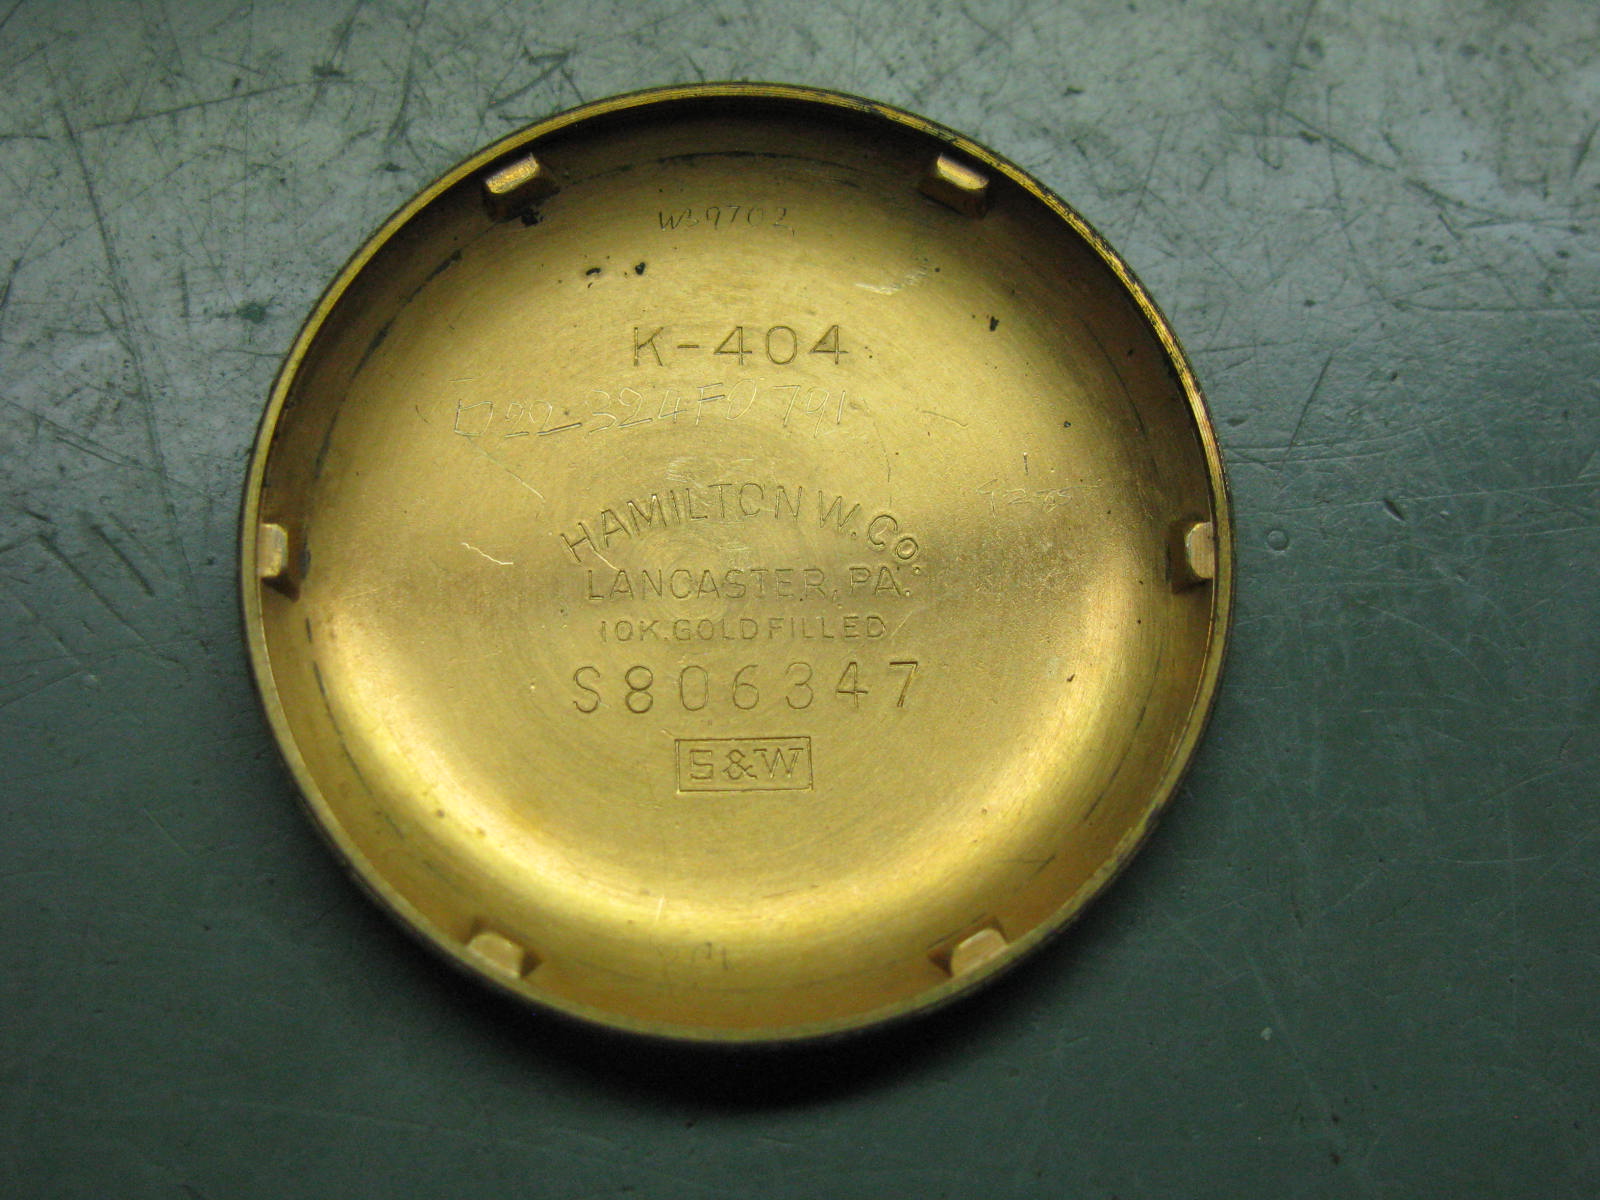 W39702
K-404
HAMILTON W. CO.
LANCASTER, PA.
10K. GOLD FILLED
S806347
S&W